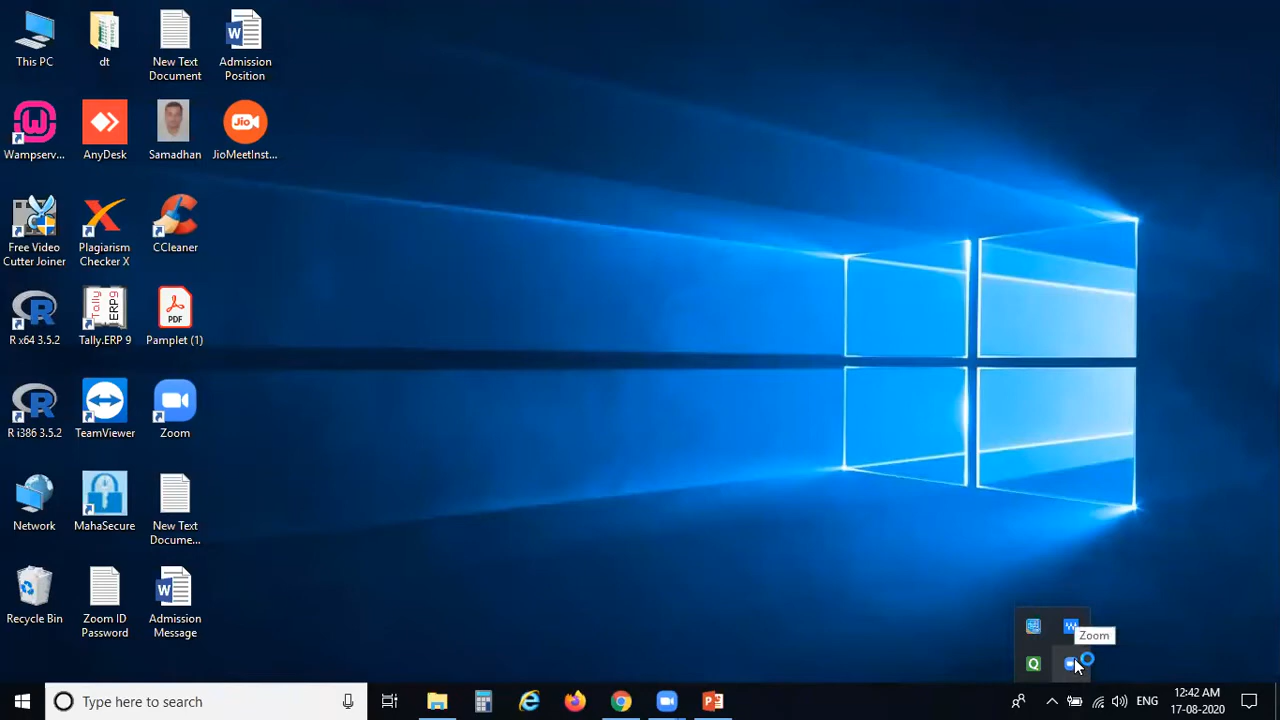 This PC
dt
New Text
Document
Admission
Position
Wampserv...
AnyDesk
Samadhan
JioMeetInst...
Jio
Free Video
Cutter Joiner
Plagiarism
Checker X
CCleaner
R x64 3.5.2
Tally.ERP 9
Pamplet (1)
Tally
ERP9
PDF
R i386 3.5.2
TeamViewer
Zoom
Network
MahaSecure
New Text
Docume...
Recycle Bin
Zoom ID
Password
Admission
Message
Zoom
Type here to search
ENG
12:42 AM
17-08-2020